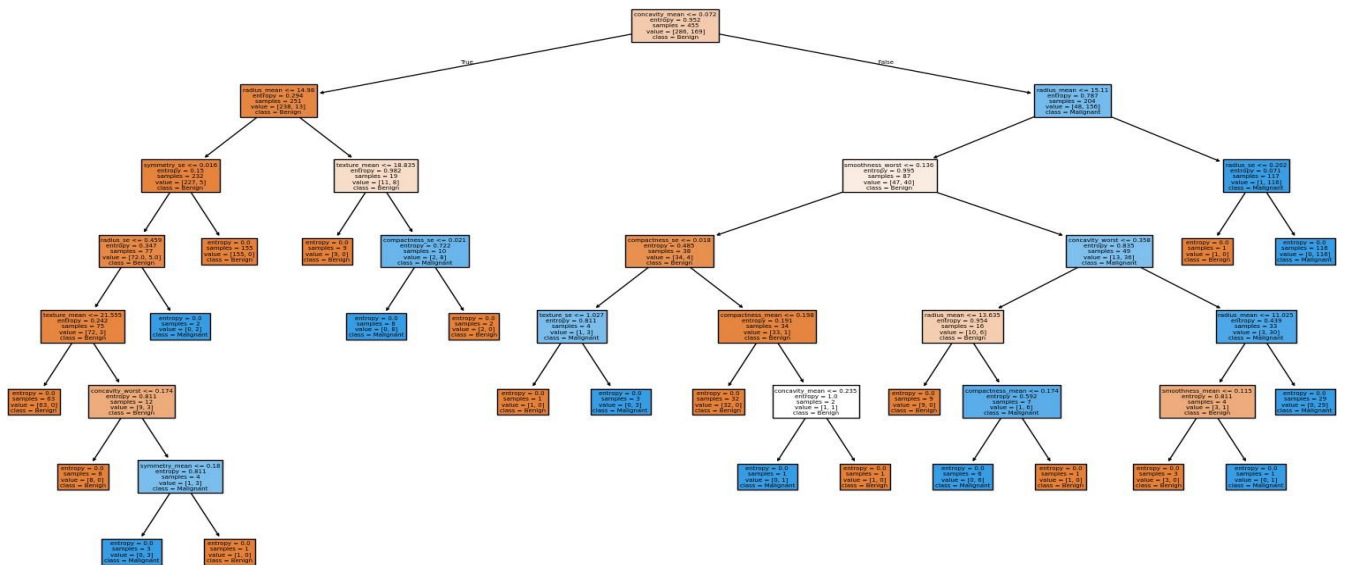 concavity_mean <= 0.072
entropy = 0.952
samples = 455
value = [286, 169]
class = Benign
True
False
radius_mean <= 14.98
entropy = 0.294
samples = 251
value = [238, 13]
class = Benign
radius_mean <= 15.11
entropy = 0.787
samples = 204
value = [48, 156]
class = Malignant
symmetry_se <= 0.016
entropy = 0.15
samples = 232
value = [227, 5]
class = Benign
texture_mean <= 18.835
entropy = 0.982
samples = 19
value = [11, 8]
class = Benign
smoothness_worst <= 0.136
entropy = 0.995
samples = 87
value = [47, 40]
class = Benign
radius_se <= 0.202
entropy = 0.071
samples = 117
value = [1, 116]
class = Malignant
radius_se <= 0.459
entropy = 0.347
samples = 77
value = [72.0, 5.0]
class = Benign
entropy = 0.0
samples = 155
value = [155, 0]
class = Benign
entropy = 0.0
samples = 9
value = [9, 0]
class = Benign
compactness_se <= 0.021
entropy = 0.722
samples = 10
value = [2, 8]
class = Malignant
compactness_se <= 0.018
entropy = 0.485
samples = 38
value = [34, 4]
class = Benign
concavity_worst <= 0.358
entropy = 0.835
samples = 49
value = [13, 36]
class = Malignant
entropy = 0.0
samples = 1
value = [1, 0]
class = Benign
entropy = 0.0
samples = 116
value = [0, 116]
class = Malignant
texture_mean <= 21.555
entropy = 0.242
samples = 75
value = [72, 3]
class = Benign
entropy = 0.0
samples = 2
value = [0, 2]
class = Malignant
entropy = 0.0
samples = 8
value = [0, 8]
class = Malignant
entropy = 0.0
samples = 2
value = [2, 0]
class = Benign
texture_se <= 1.027
entropy = 0.811
samples = 4
value = [1, 3]
class = Malignant
compactness_mean <= 0.198
entropy = 0.191
samples = 34
value = [33, 1]
class = Benign
radius_mean <= 13.635
entropy = 0.954
samples = 16
value = [10, 6]
class = Benign
radius_mean <= 11.025
entropy = 0.439
samples = 33
value = [3, 30]
class = Malignant
entropy = 0.0
samples = 63
value = [63, 0]
class = Benign
concavity_worst <= 0.174
entropy = 0.811
samples = 12
value = [9, 3]
class = Benign
entropy = 0.0
samples = 1
value = [1, 0]
class = Benign
entropy = 0.0
samples = 3
value = [0, 3]
class = Malignant
entropy = 0.0
samples = 32
value = [32, 0]
class = Benign
concavity_mean <= 0.235
entropy = 1.0
samples = 2
value = [1, 1]
class = Benign
entropy = 0.0
samples = 9
value = [9, 0]
class = Benign
compactness_mean <= 0.174
entropy = 0.592
samples = 7
value = [1, 6]
class = Malignant
smoothness_mean <= 0.115
entropy = 0.811
samples = 4
value = [3, 1]
class = Benign
entropy = 0.0
samples = 29
value = [0, 29]
class = Malignant
entropy = 0.0
samples = 8
value = [8, 0]
class = Benign
symmetry_mean <= 0.18
entropy = 0.811
samples = 4
value = [1, 3]
class = Malignant
entropy = 0.0
samples = 1
value = [0, 1]
class = Malignant
entropy = 0.0
samples = 1
value = [1, 0]
class = Benign
entropy = 0.0
samples = 6
value = [0, 6]
class = Malignant
entropy = 0.0
samples = 1
value = [1, 0]
class = Benign
entropy = 0.0
samples = 3
value = [3, 0]
class = Benign
entropy = 0.0
samples = 1
value = [0, 1]
class = Malignant
entropy = 0.0
samples = 3
value = [0, 3]
class = Malignant
entropy = 0.0
samples = 1
value = [1, 0]
class = Benign